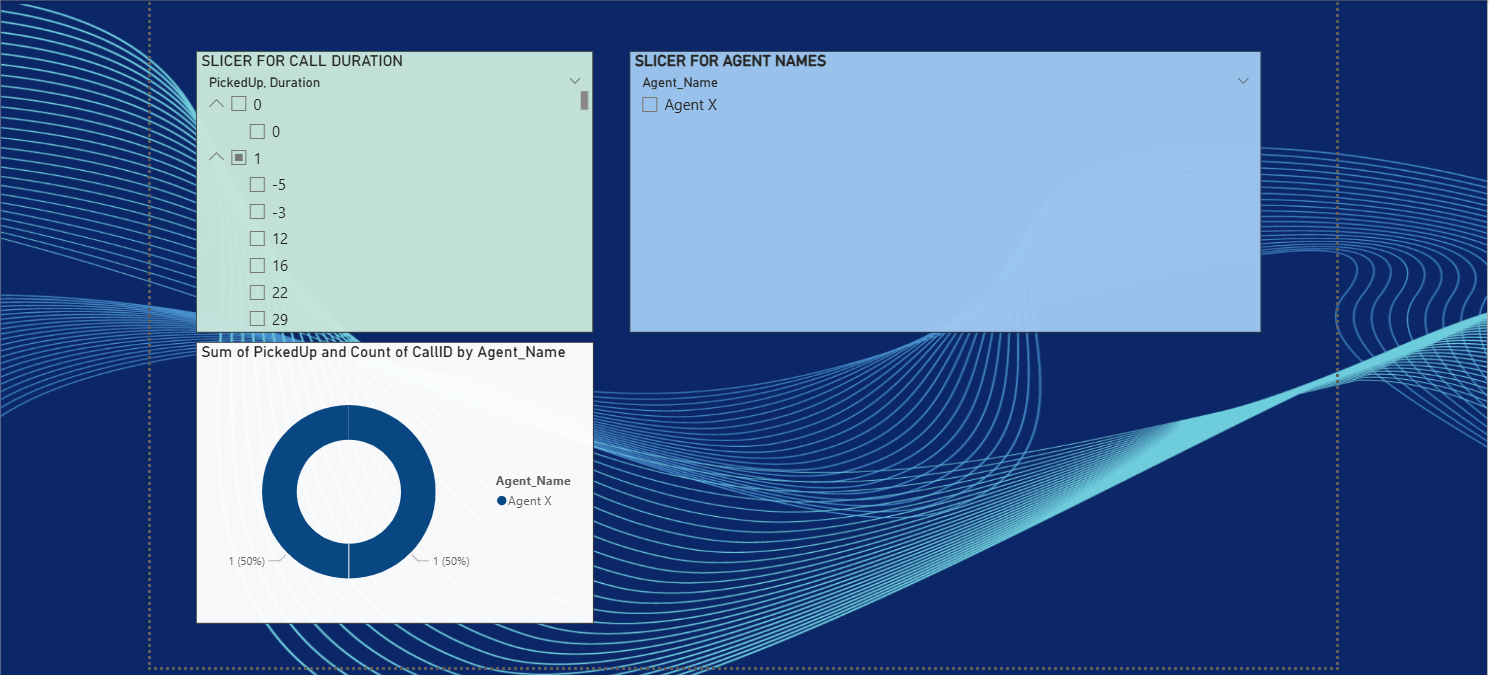 SLICER FOR CALL DURATION
PickedUp, Duration
0
0
1
-5
-3
12
16
22
29
SLICER FOR AGENT NAMES
Agent_Name
Agent X
Sum of PickedUp and Count of CallID by Agent_Name
Agent_Name
Agent X
1 (50%)
1 (50%)